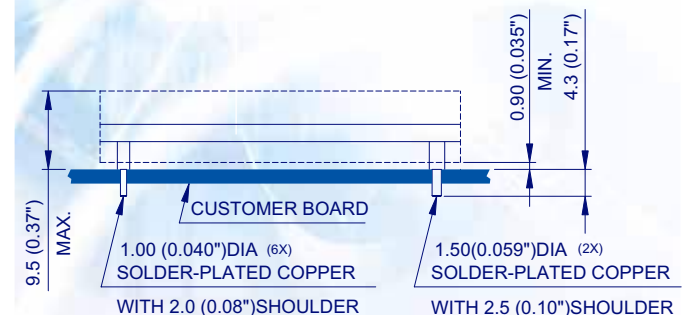 0.90 (0.035")
MIN.
4.3 (0.17")
9.5 (0.37")
MAX.
CUSTOMER BOARD
1.00 (0.040")DIA (6X)
SOLDER-PLATED COPPER
WITH 2.0 (0.08")SHOULDER
1.50(0.059")DIA (2X)
SOLDER-PLATED COPPER
WITH 2.5 (0.10")SHOULDER